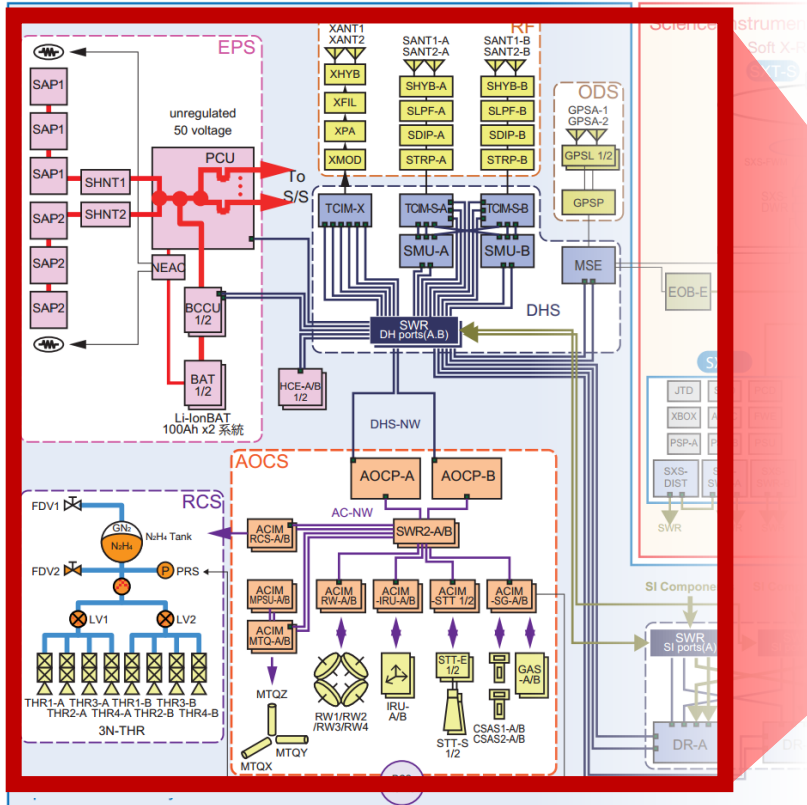 EPS
SAP1
SAP1
SAP1
SAP2
SAP2
SAP2
SHNT1
SHNT2
unregulated
50 voltage
PCU
To
S/S
NEAC
BCCU
1/2
BAT
1/2
Li-IonBAT
100Ah x2 系統
HCE-A/B
1/2
RF
XANT1
XANT2
XHYB
XFIL
XPA
XMOD
SANT1-A
SANT2-A
SHYB-A
SLPF-A
SDIP-A
STRP-A
SANT1-B
SANT2-B
SHYB-B
SLPF-B
SDIP-B
STRP-B
ODS
GPSA-1
GPSA-2
GPSL 1/2
GPSP
TCIM-X
TCIM-S-A
TCIM-S-B
SMU-A
SMU-B
MSE
DHS
SWR
DH ports(A.B)
DHS-NW
AOCS
AOCP-A
AOCP-B
AC-NW
SWR2-A/B
ACIM
RCS-A/B
ACIM
MPSU-A/B
ACIM
MTQ-A/B
ACIM
RW-A/B
ACIM
-IRU-A/B
ACIM
-STT 1/2
ACIM
-SG-A/B
MTQZ
MTQX
MTQY
RW1/RW2
/RW3/RW4
IRU-
A/B
STT-E
1/2
STT-S
1/2
CSAS1-A/B
CSAS2-A/B
GAS
-A/B
RCS
FDV1
GN₂
N₂H₄
N₂H₄ Tank
FDV2
P
PRS
LV1
LV2
THR1-A
THR2-A
THR3-A
THR4-A
THR1-B
THR2-B
THR3-B
THR4-B
3N-THR
Science Instrumen
Soft X-R
SXT-S
EOB-E
JTD
XBOX
PSP-A
SXS-
DIST
SWR
SI Compone
SWR
SI ports(A)
DR-A